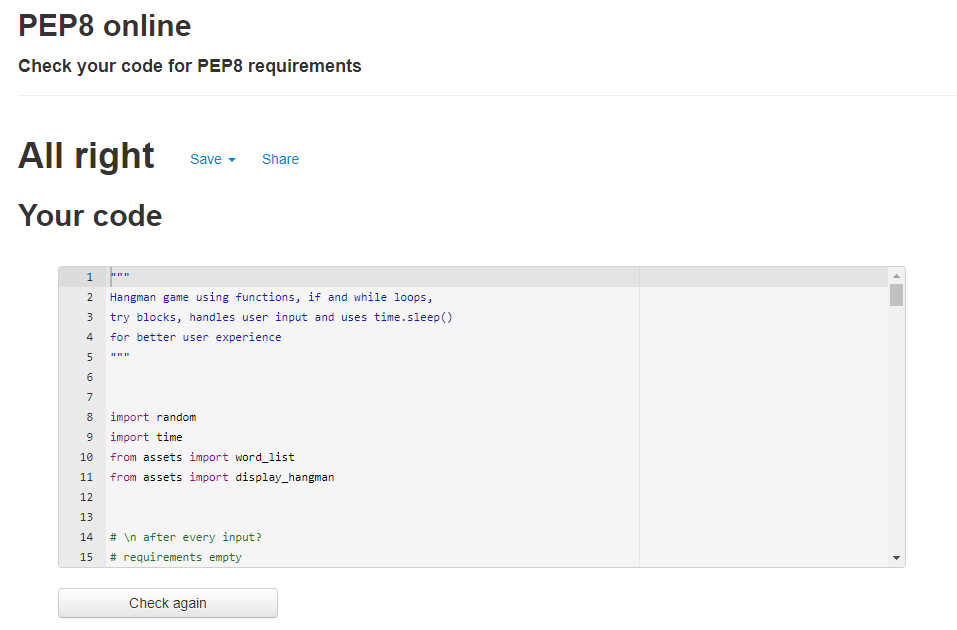 PEP8 online
Check your code for PEP8 requirements
All right Save Share
Your code
1 """
2 Hangman game using functions, if and while loops,
3 try blocks, handles user input and uses time.sleep()
4 for better user experience
5 """
6
7
8 import random
9 import time
10 from assets import word_list
11 from assets import display_hangman
12
13
14 # \n after every input?
15 # requirements empty
Check again